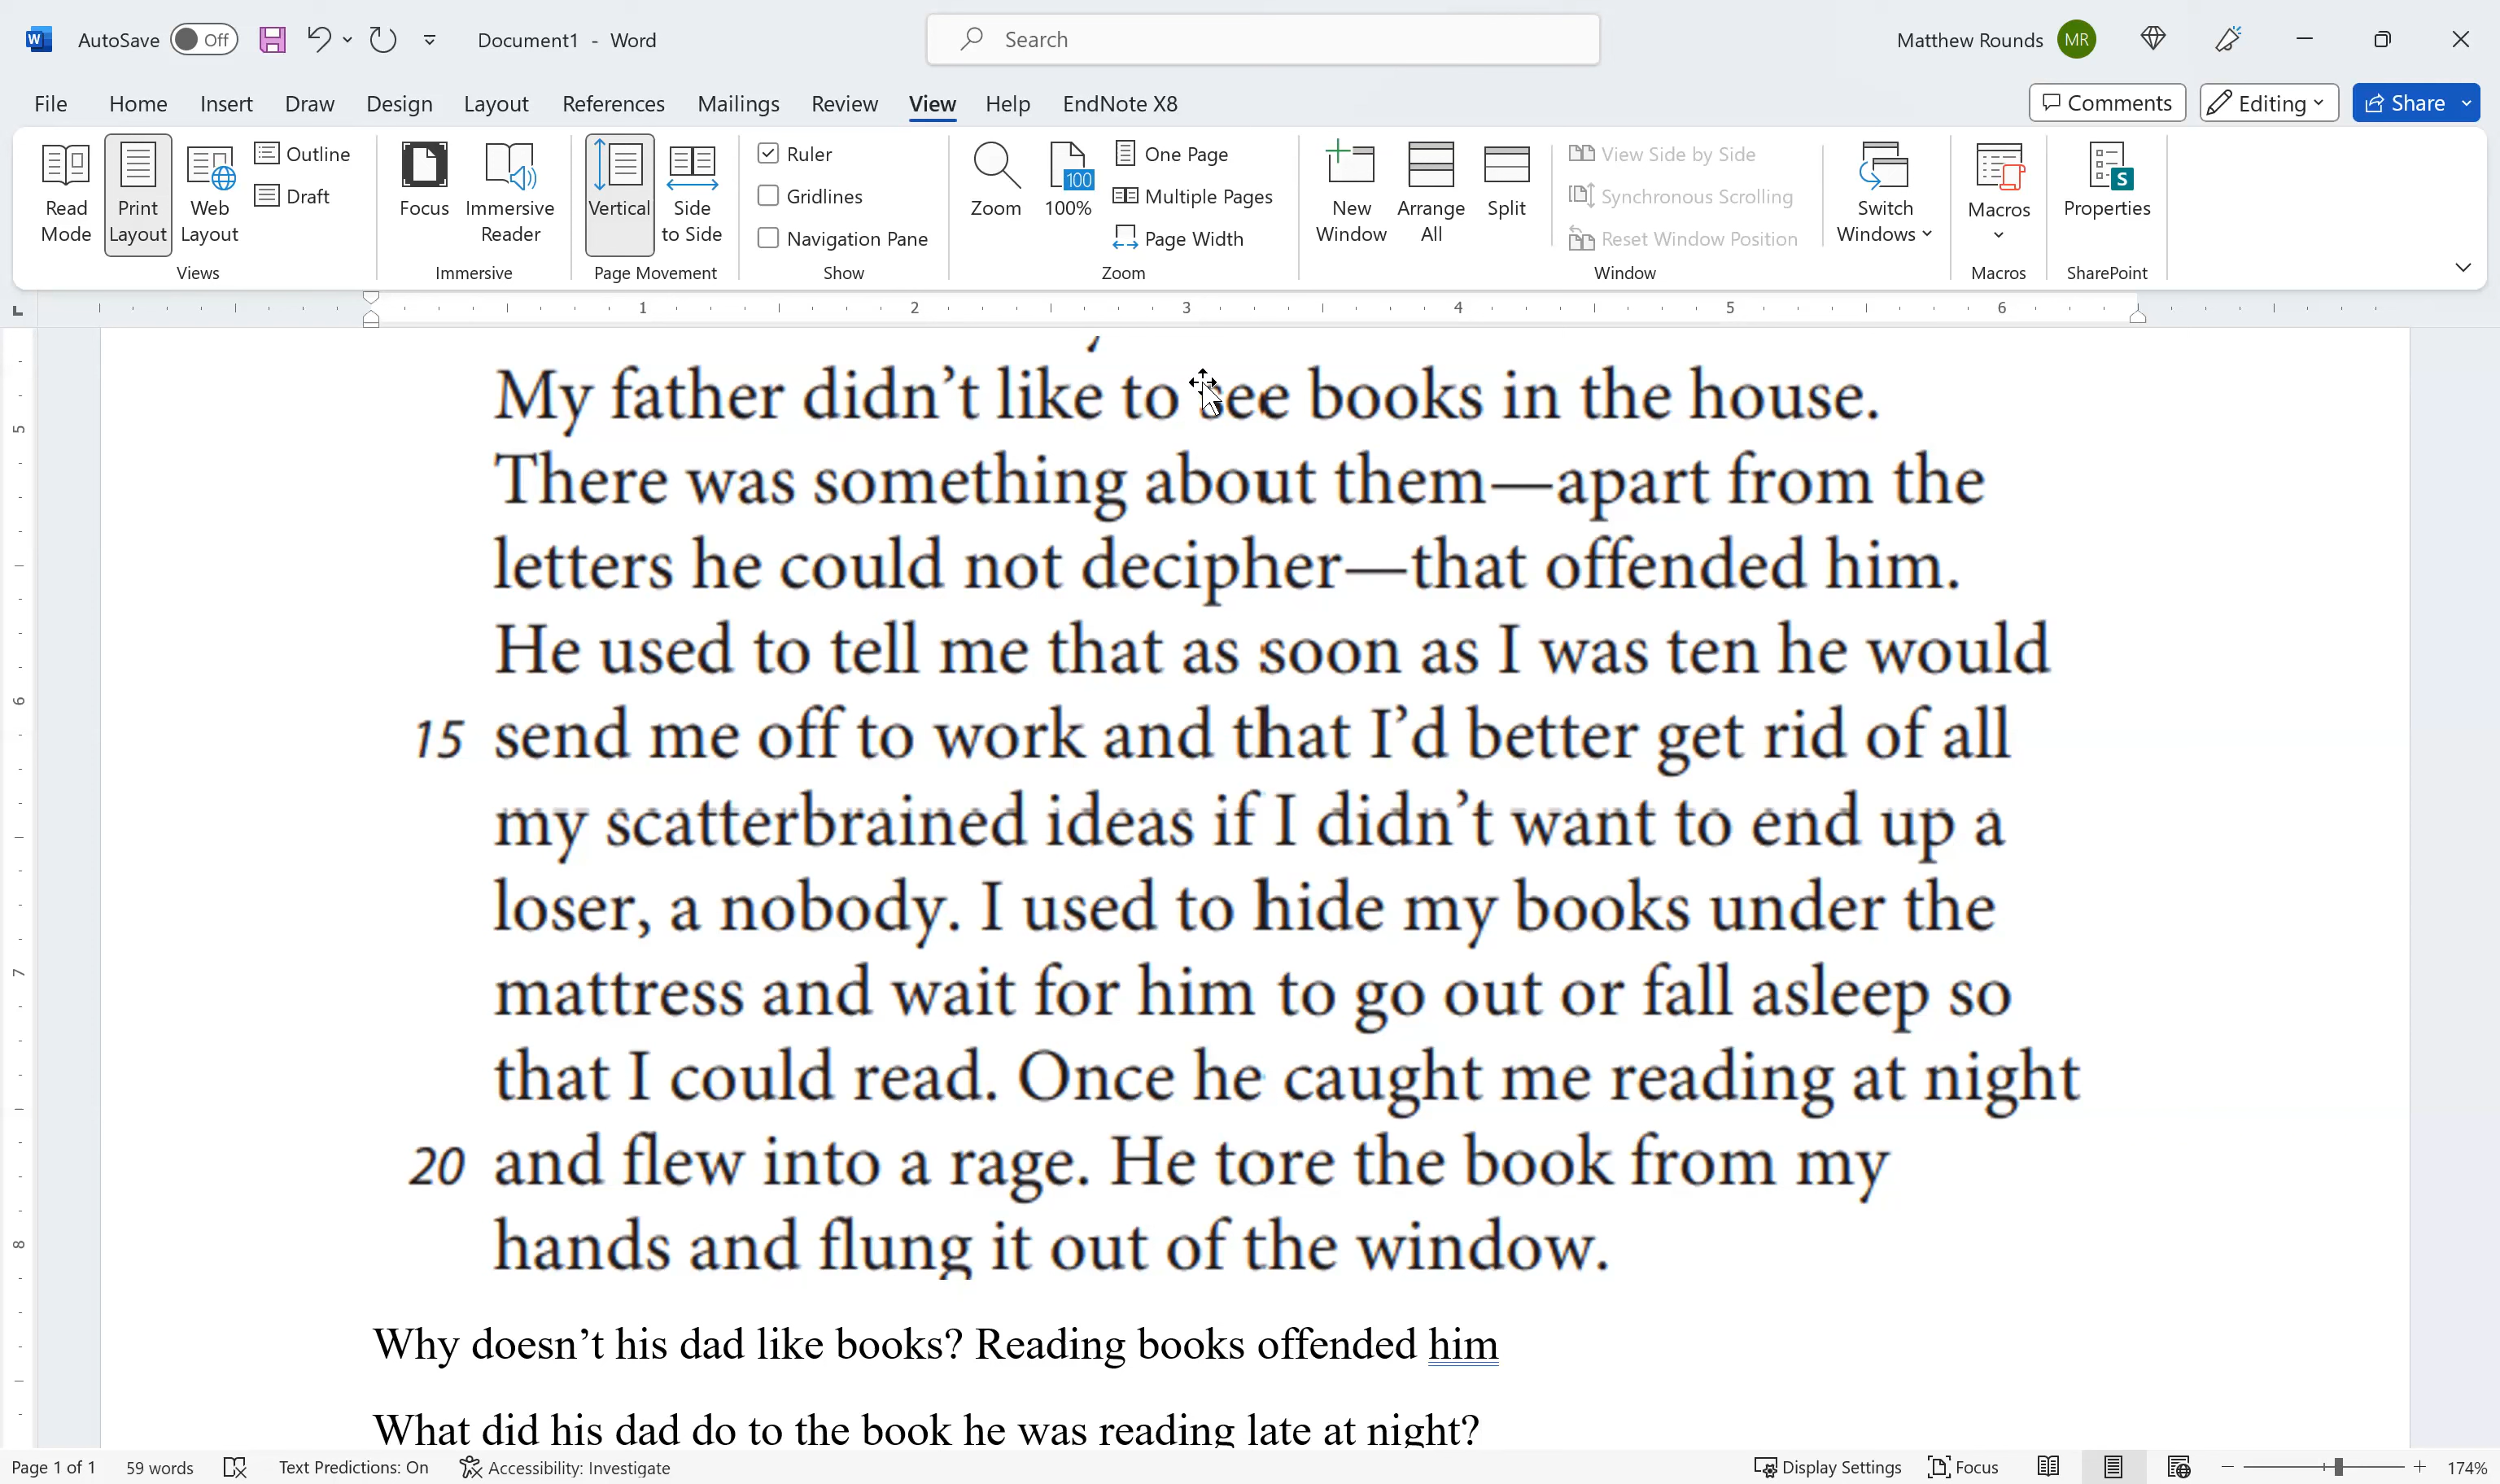 AutoSave Off Document1 - Word Search Matthew Rounds MR
File Home Insert Draw Design Layout References Mailings Review View Help EndNote X8 Comments Editing Share
Read Mode Print Layout Web Layout Outline Draft Views
Focus Immersive Reader Immersive
Vertical Side to Side Page Movement
Ruler Gridlines Navigation Pane Show
Zoom 100 100% One Page Multiple Pages Page Width Zoom
New Window Arrange All Split View Side by Side Synchronous Scrolling Reset Window Position Switch Windows Window
Macros Macros
S Properties SharePoint
1 2 3 4 5 6
5
6
7
8
My father didn’t like to see books in the house.
There was something about them—apart from the
letters he could not decipher—that offended him.
He used to tell me that as soon as I was ten he would
15 send me off to work and that I’d better get rid of all
my scatterbrained ideas if I didn’t want to end up a
loser, a nobody. I used to hide my books under the
mattress and wait for him to go out or fall asleep so
that I could read. Once he caught me reading at night
20 and flew into a rage. He tore the book from my
hands and flung it out of the window.
Why doesn’t his dad like books? Reading books offended him
What did his dad do to the book he was reading late at night?
Page 1 of 1 59 words Text Predictions: On Accessibility: Investigate Display Settings Focus 174%